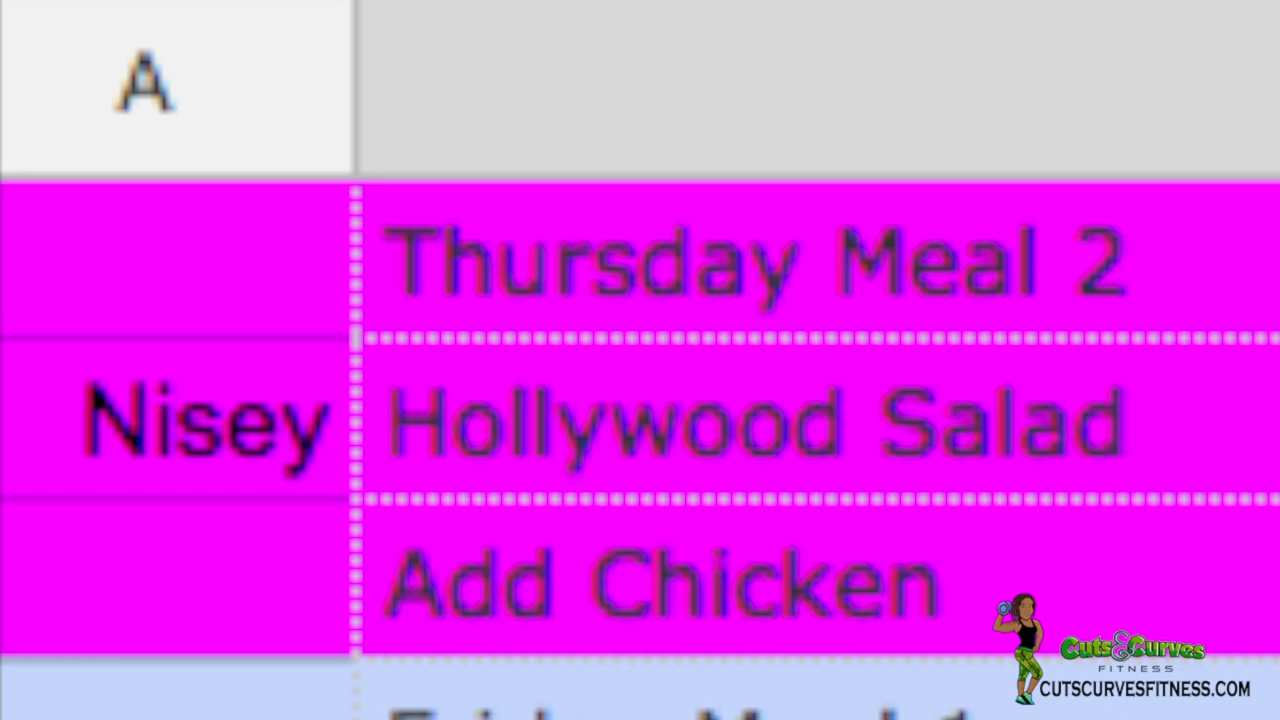 A
Thursday Meal 2
Nisey Hollywood Salad
Add Chicken
Cuts&Curves
FITNESS
CUTSCURVESFITNESS.COM